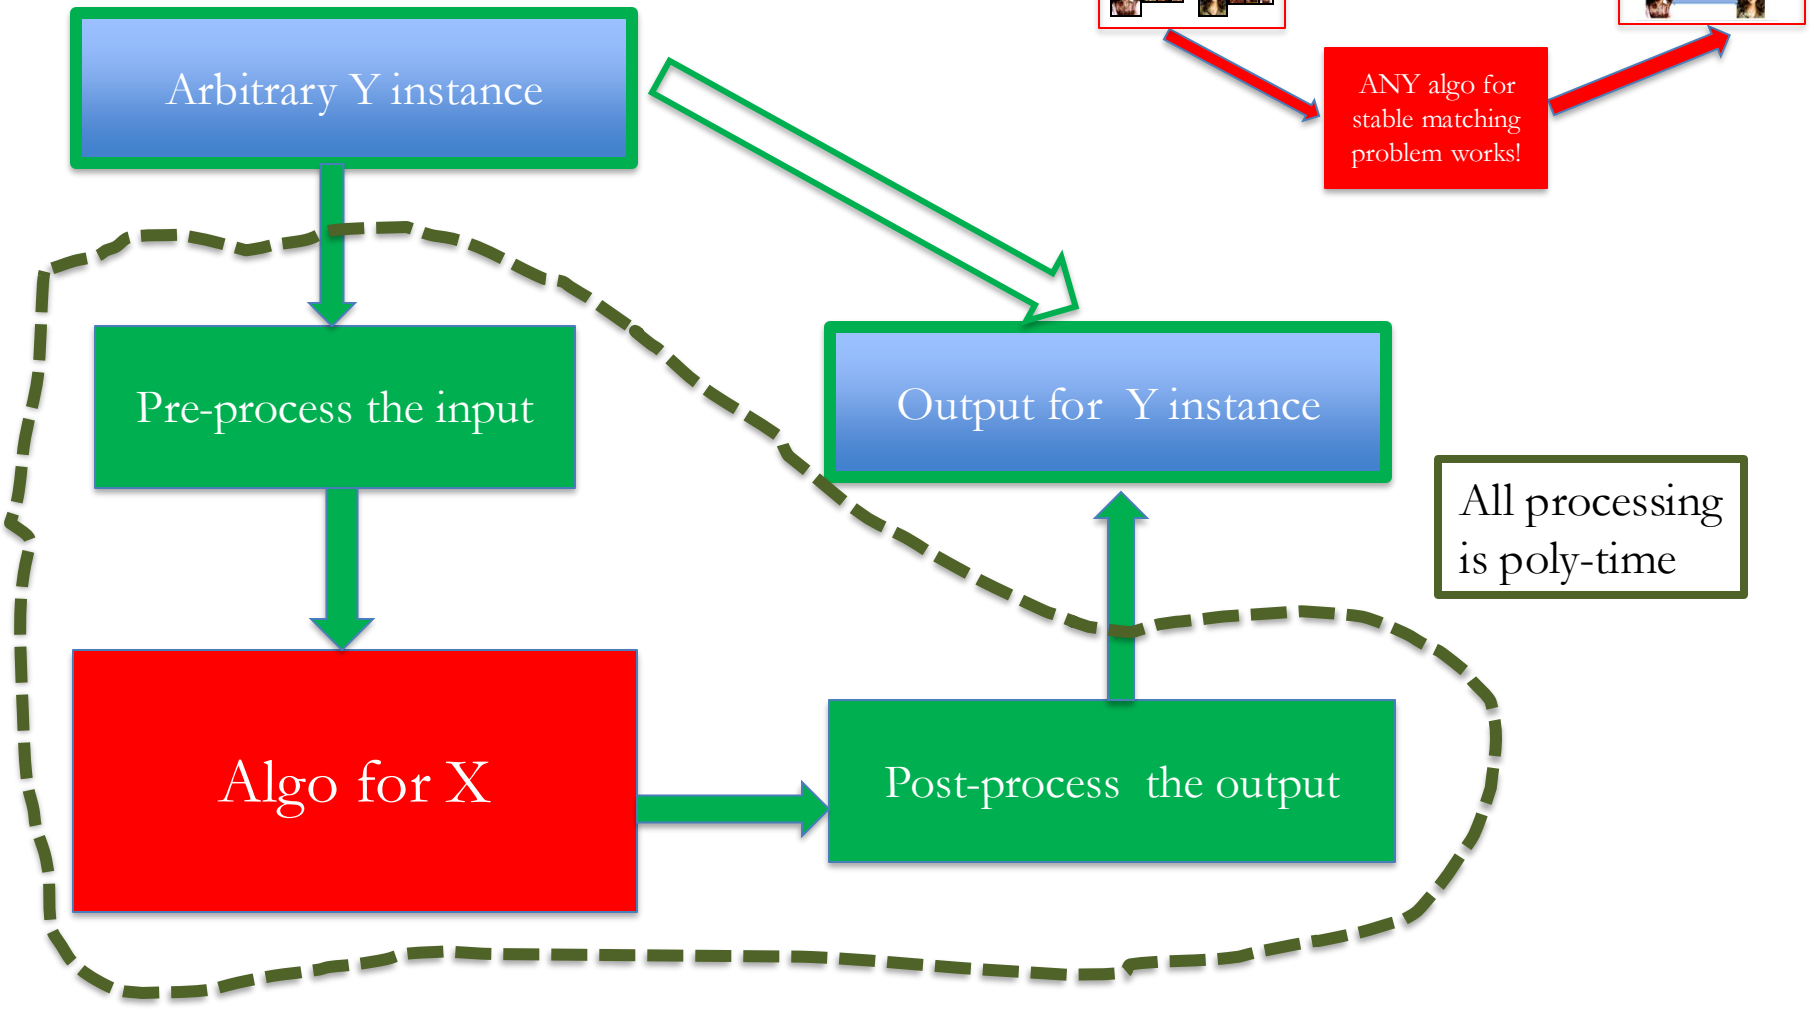 Arbitrary Y instance
ANY algo for
stable matching
problem works!
Pre-process the input
Output for Y instance
All processing
is poly-time
Algo for X
Post-process the output